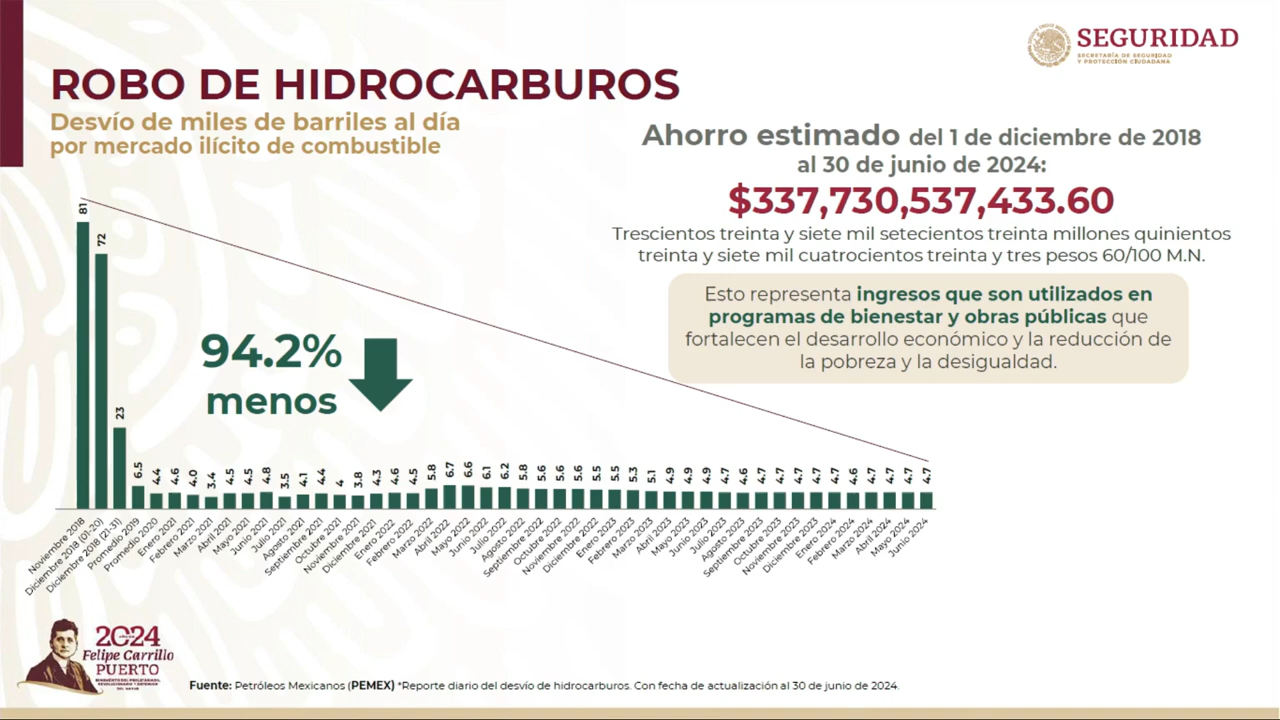 SEGURIDAD
SECRETARÍA DE SEGURIDAD
Y PROTECCIÓN CIUDADANA
ROBO DE HIDROCARBUROS
Desvío de miles de barriles al día
por mercado ilícito de combustible
Ahorro estimado del 1 de diciembre de 2018
al 30 de junio de 2024:
$337,730,537,433.60
Trescientos treinta y siete mil setecientos treinta millones quinientos
treinta y siete mil cuatrocientos treinta y tres pesos 60/100 M.N.
Esto representa ingresos que son utilizados en
programas de bienestar y obras públicas que
fortalecen el desarrollo económico y la reducción de
la pobreza y la desigualdad.
94.2%
menos
81
72
23
6.5
4.4
4.6
4.0
3.4
4.5
4.5
4.8
3.5
4.1
4.4
4
3.8
4.3
4.6
4.5
5.8
6.7
6.6
6.1
6.2
5.8
5.6
5.6
5.6
5.5
5.5
5.3
5.1
4.9
4.9
4.9
4.7
4.6
4.7
4.7
4.7
4.7
4.7
4.6
4.7
4.7
4.7
4.7
Noviembre 2018
Diciembre 2018 (01-20)
Diciembre 2018 (21-31)
Promedio 2019
Promedio 2020
Enero 2021
Febrero 2021
Marzo 2021
Abril 2021
Mayo 2021
Junio 2021
Julio 2021
Agosto 2021
Septiembre 2021
Octubre 2021
Noviembre 2021
Diciembre 2021
Enero 2022
Febrero 2022
Marzo 2022
Abril 2022
Mayo 2022
Junio 2022
Julio 2022
Agosto 2022
Septiembre 2022
Octubre 2022
Noviembre 2022
Diciembre 2022
Enero 2023
Febrero 2023
Marzo 2023
Abril 2023
Mayo 2023
Junio 2023
Julio 23
Agosto 2023
Septiembre 2023
Octubre 2023
Noviembre 2023
Diciembre 2023
Enero 2024
Febrero 2024
Marzo 2024
Abril 2024
Mayo 2024
Junio 2024
2024
Felipe Carrillo
PUERTO
BENEMÉRITO DEL PROLETARIADO,
REVOLUCIONARIO Y DEFENSOR
DEL MAYAB
Fuente: Petróleos Mexicanos (PEMEX) *Reporte diario del desvío de hidrocarburos. Con fecha de actualización al 30 de junio de 2024.